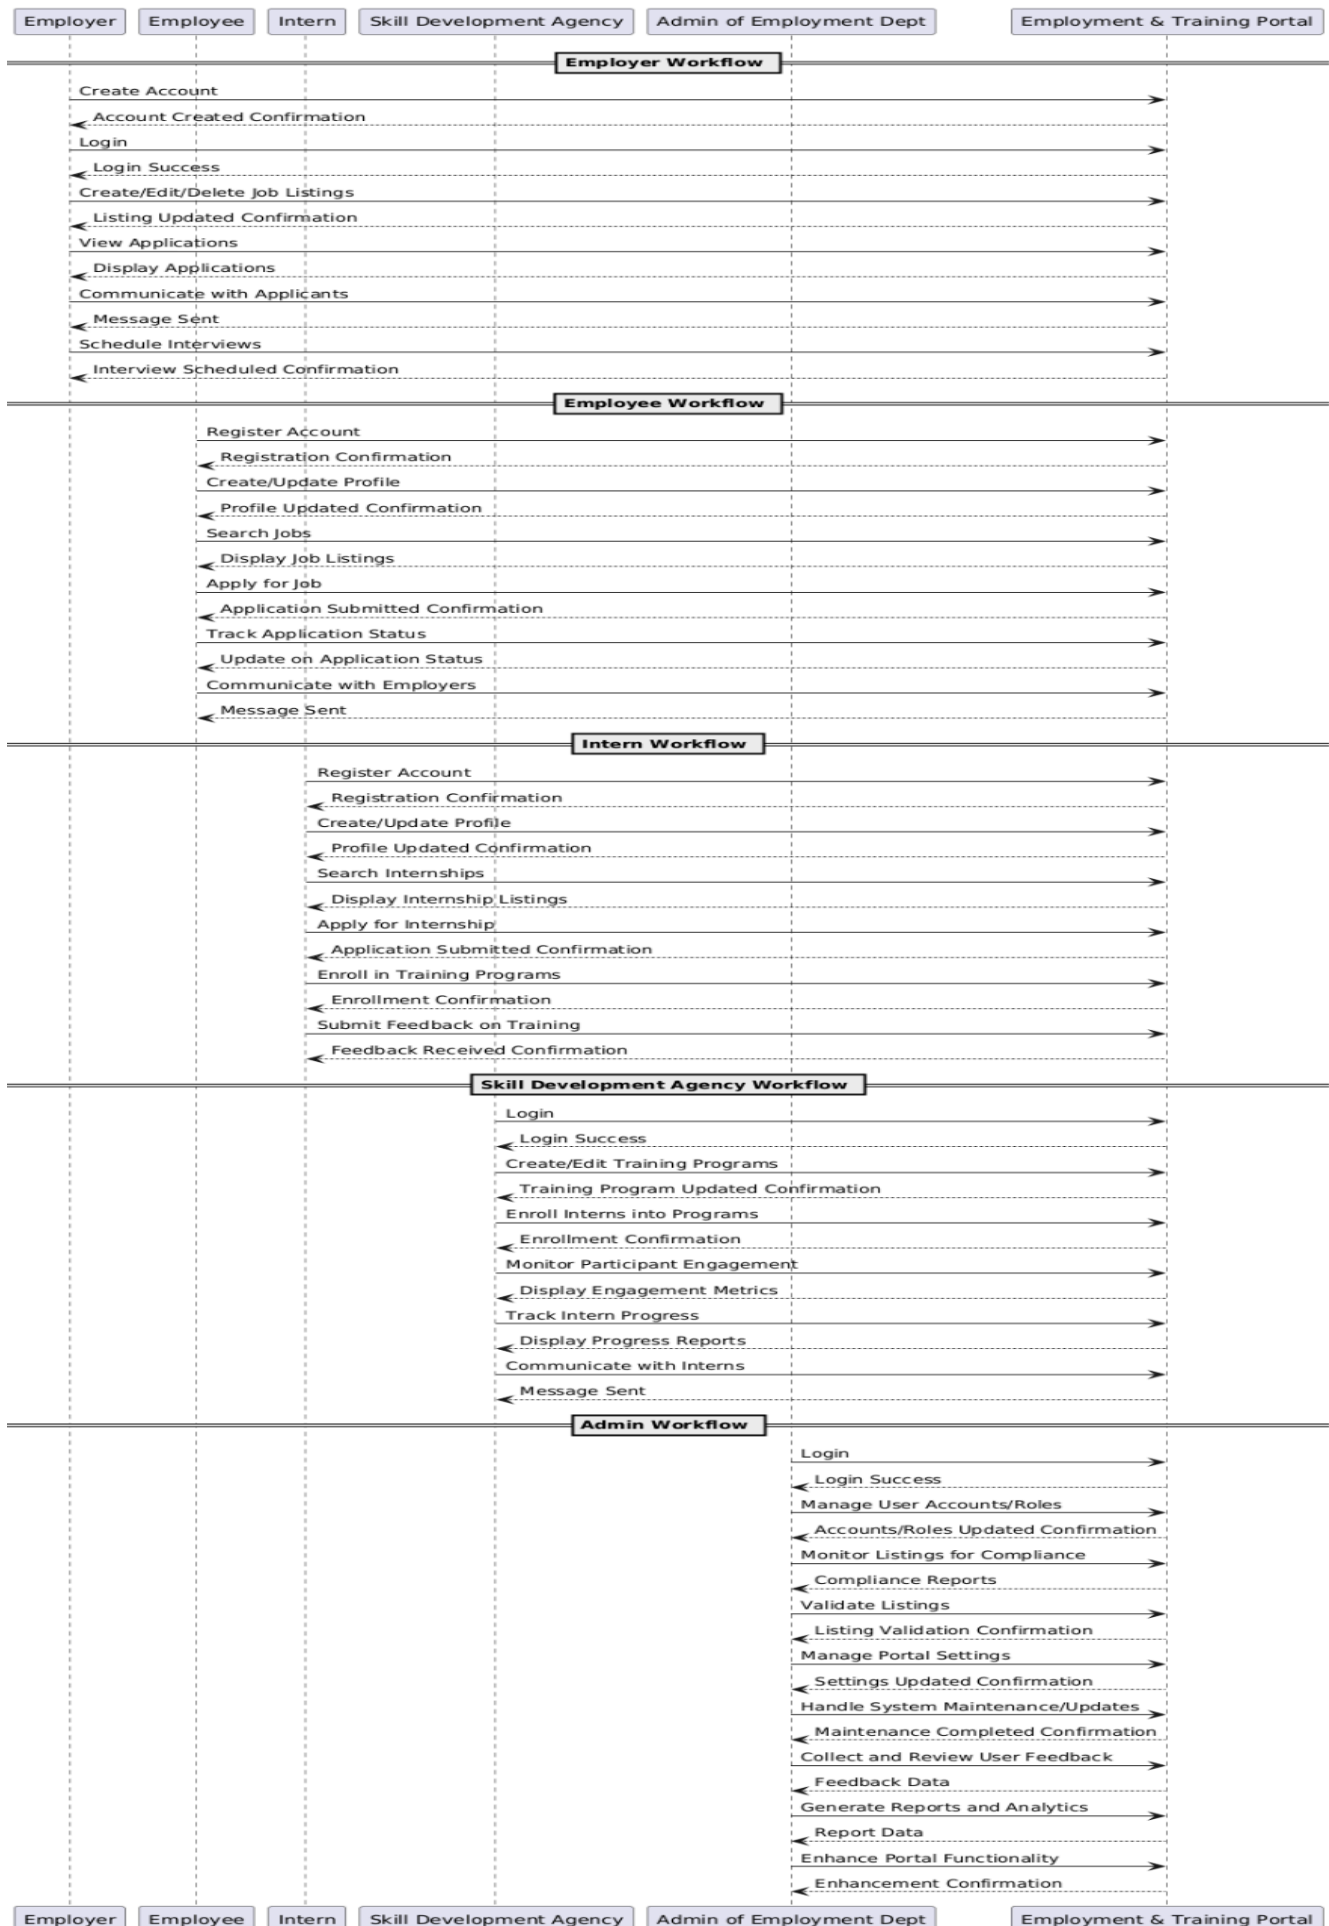 Employer Employee Intern Skill Development Agency Admin of Employment Dept Employment & Training Portal
Employer Workflow
Create Account
Account Created Confirmation
Login
Login Success
Create/Edit/Delete Job Listings
Listing Updated Confirmation
View Applications
Display Applications
Communicate with Applicants
Message Sent
Schedule Interviews
Interview Scheduled Confirmation
Employee Workflow
Register Account
Registration Confirmation
Create/Update Profile
Profile Updated Confirmation
Search Jobs
Display Job Listings
Apply for Job
Application Submitted Confirmation
Track Application Status
Update on Application Status
Communicate with Employers
Message Sent
Intern Workflow
Register Account
Registration Confirmation
Create/Update Profile
Profile Updated Confirmation
Search Internships
Display Internship Listings
Apply for Internship
Application Submitted Confirmation
Enroll in Training Programs
Enrollment Confirmation
Submit Feedback on Training
Feedback Received Confirmation
Skill Development Agency Workflow
Login
Login Success
Create/Edit Training Programs
Training Program Updated Confirmation
Enroll Interns into Programs
Enrollment Confirmation
Monitor Participant Engagement
Display Engagement Metrics
Track Intern Progress
Display Progress Reports
Communicate with Interns
Message Sent
Admin Workflow
Login
Login Success
Manage User Accounts/Roles
Accounts/Roles Updated Confirmation
Monitor Listings for Compliance
Compliance Reports
Validate Listings
Listing Validation Confirmation
Manage Portal Settings
Settings Updated Confirmation
Handle System Maintenance/Updates
Maintenance Completed Confirmation
Collect and Review User Feedback
Feedback Data
Generate Reports and Analytics
Report Data
Enhance Portal Functionality
Enhancement Confirmation
Employer Employee Intern Skill Development Agency Admin of Employment Dept Employment & Training Portal